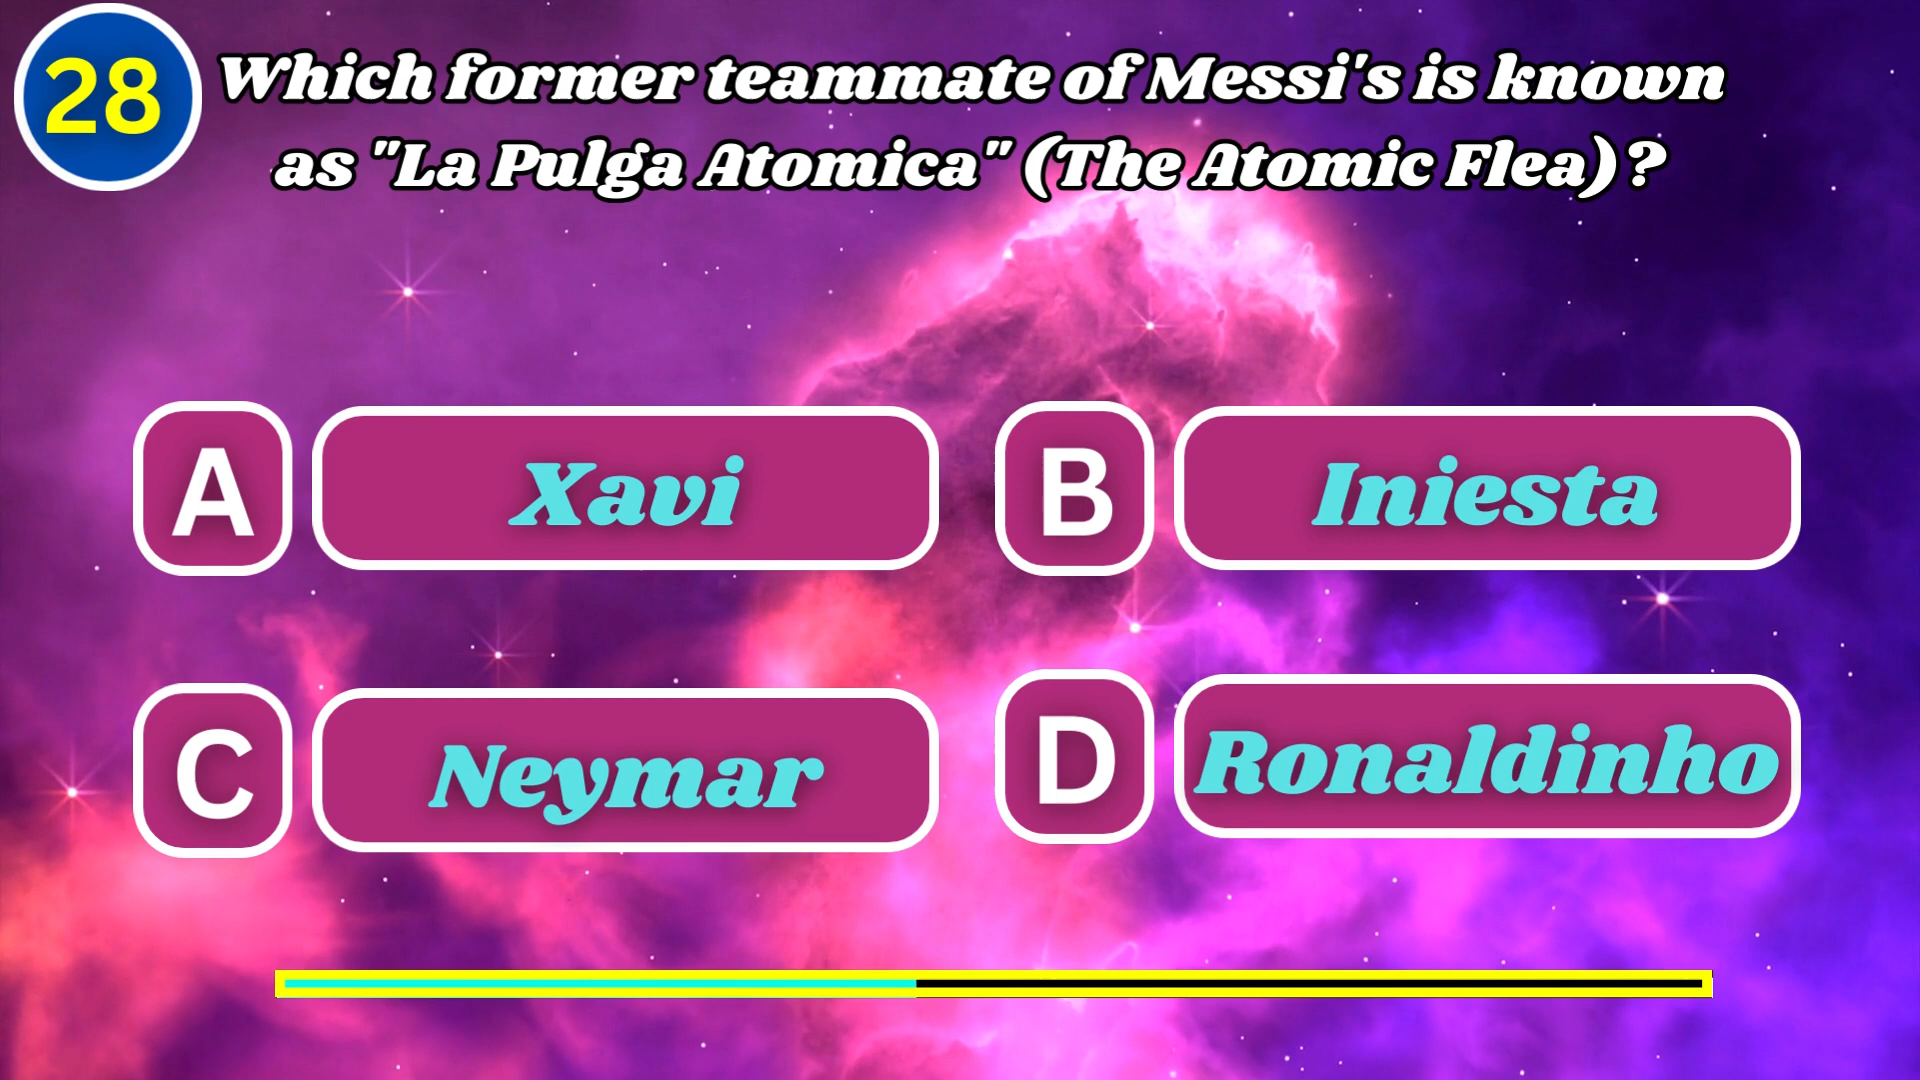 28
Which former teammate of Messi's is known
as "La Pulga Atomica" (The Atomic Flea)?
A Xavi
B Iniesta
C Neymar
D Ronaldinho